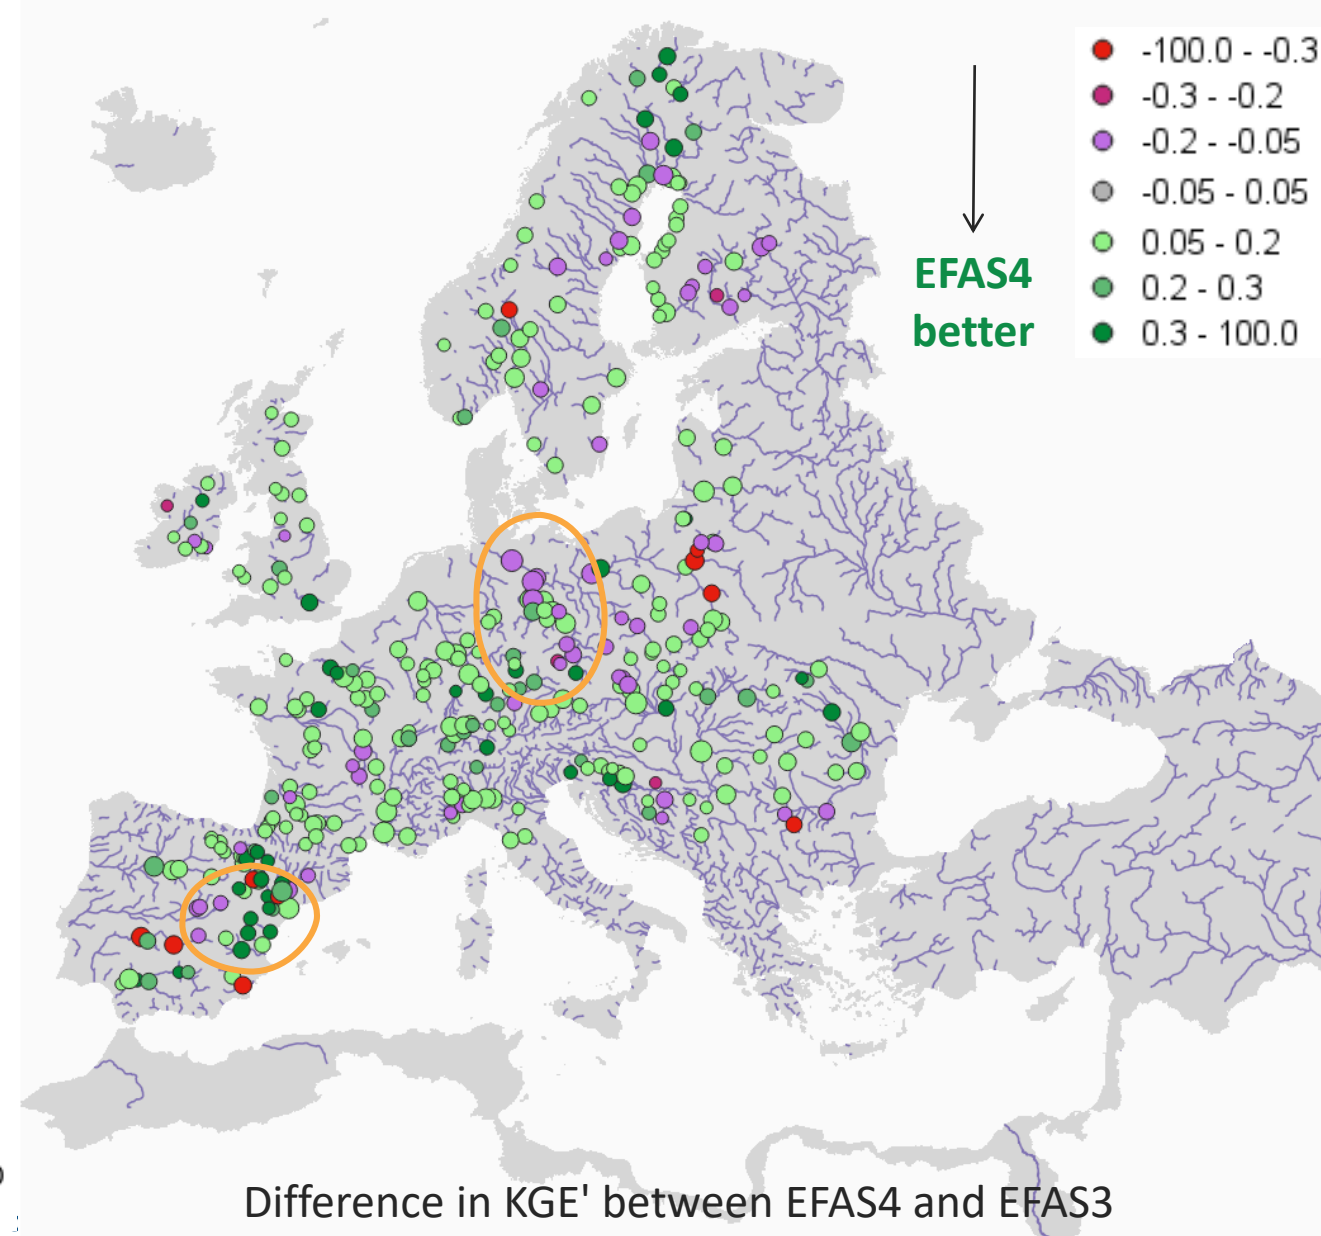 -100.0 - -0.3
-0.3 - -0.2
-0.2 - -0.05
-0.05 - 0.05
0.05 - 0.2
0.2 - 0.3
0.3 - 100.0
EFAS4
better
Difference in KGE' between EFAS4 and EFAS3